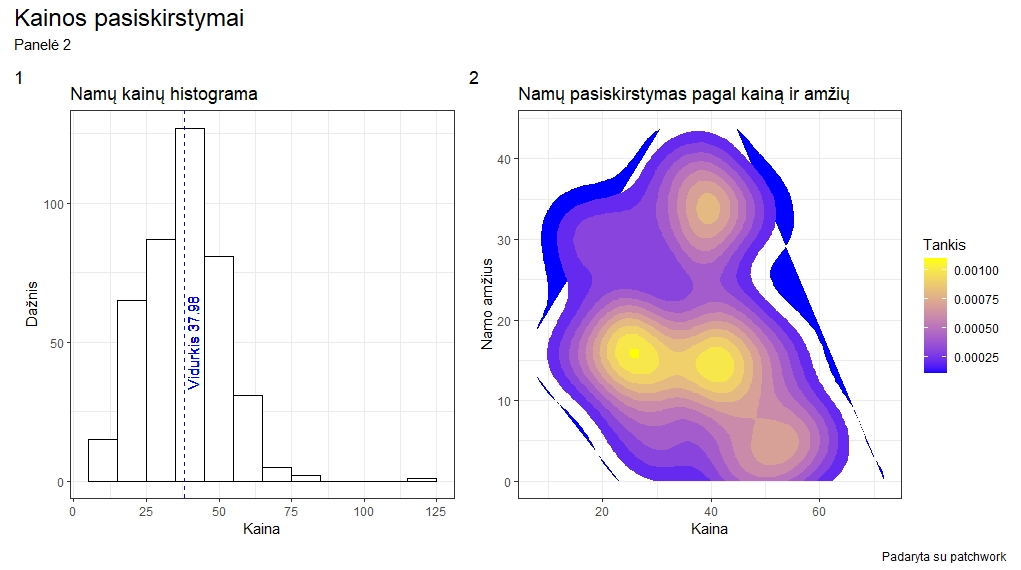 Kainos pasiskirstymai
Panelė 2
1
Namų kainų histograma
Dažnis
100
50
0
Vidurkis 37.98
0
25
50
75
100
125
Kaina
2
Namų pasiskirstymas pagal kainą ir amžių
Namo amžius
40
30
20
10
0
20
40
60
Kaina
Tankis
0.00100
0.00075
0.00050
0.00025
Padaryta su patchwork